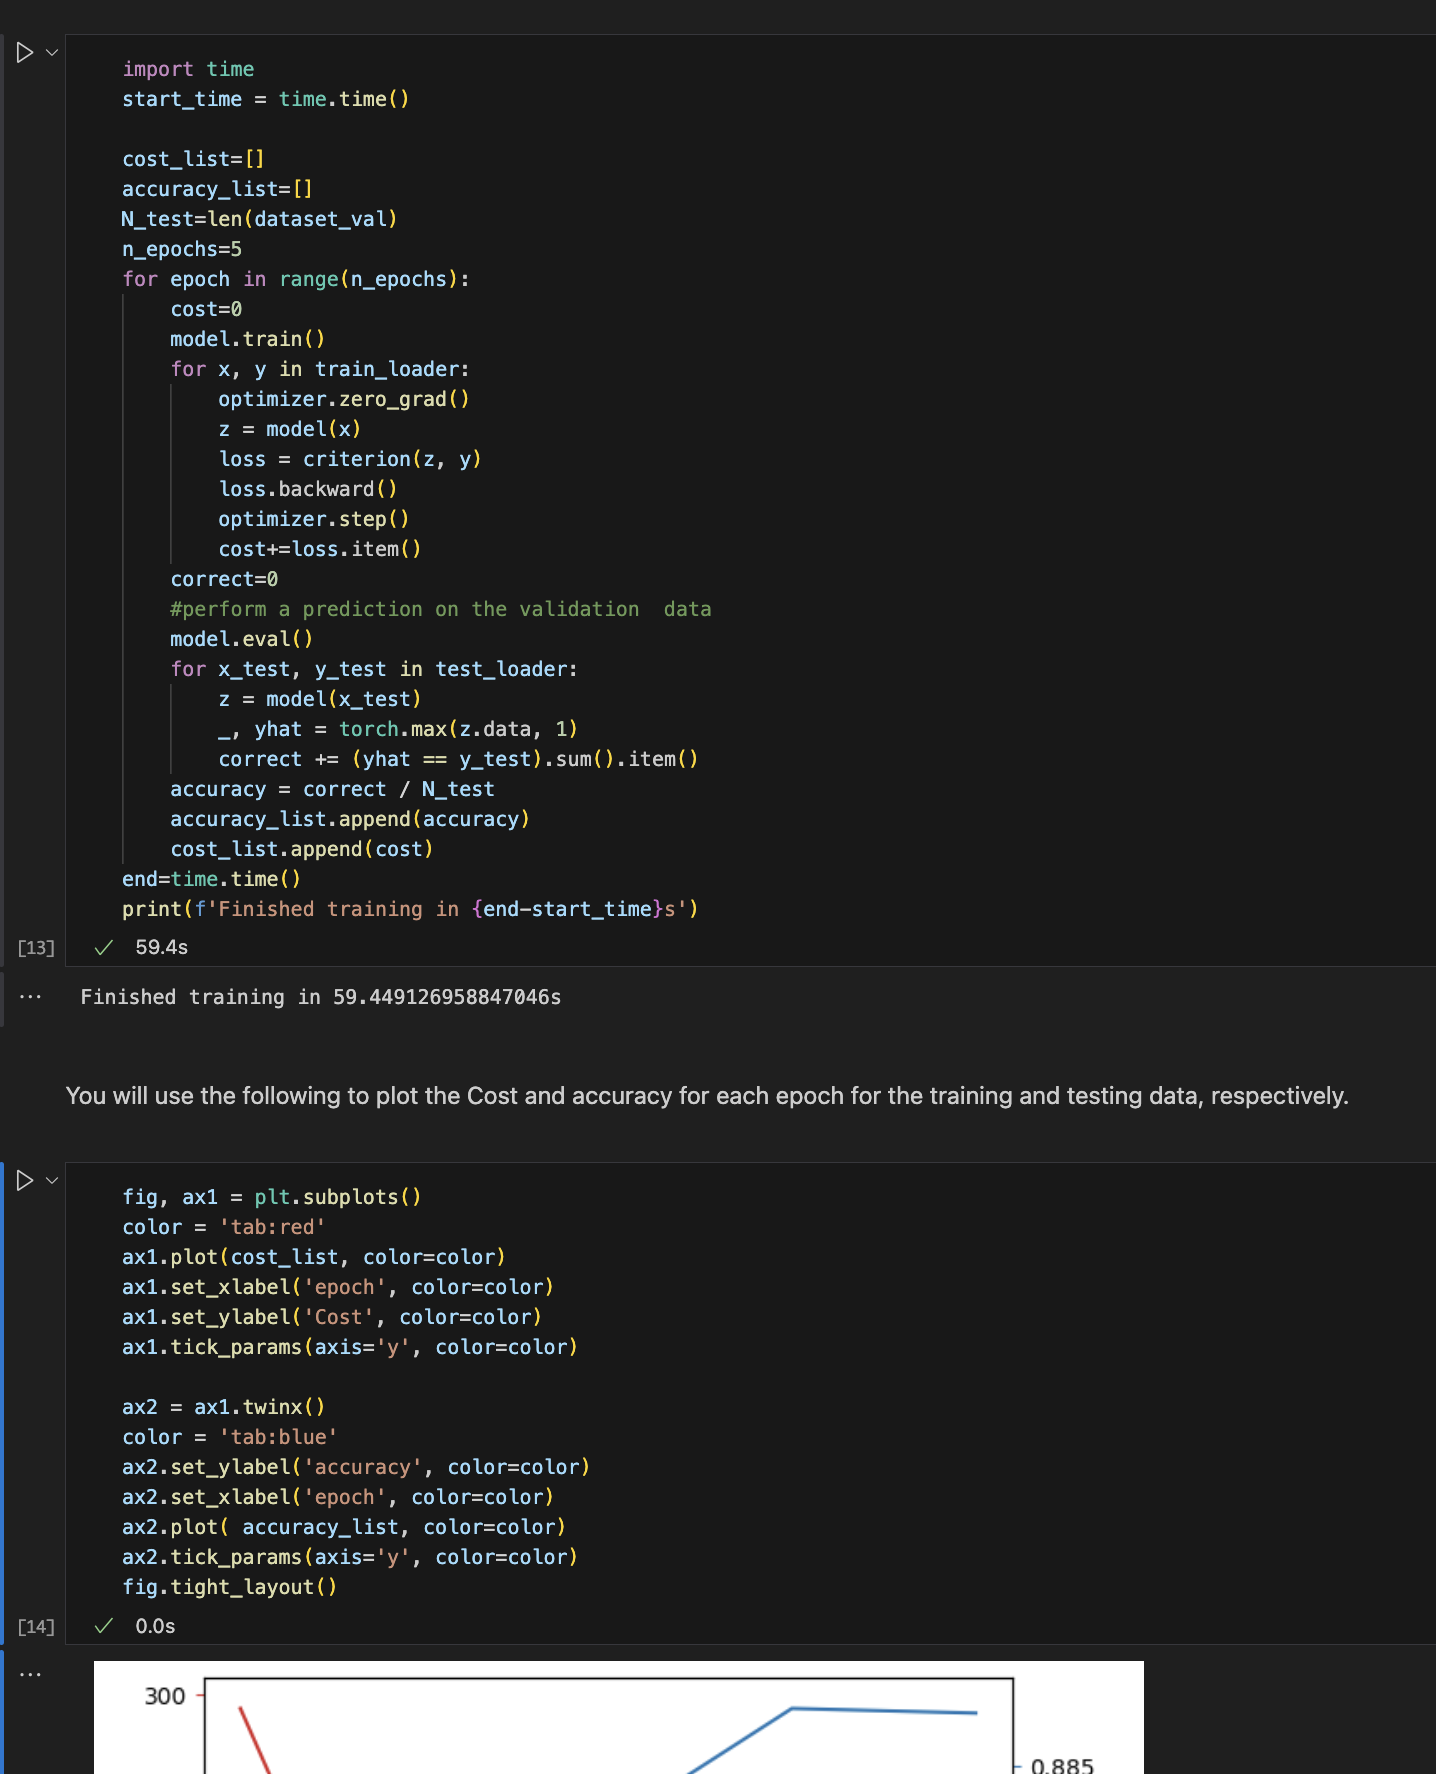 import time
start_time = time.time()
cost_list=[]
accuracy_list=[]
N_test=len(dataset_val)
n_epochs=5
for epoch in range(n_epochs):
    cost=0
    model.train()
    for x, y in train_loader:
        optimizer.zero_grad()
        z = model(x)
        loss = criterion(z, y)
        loss.backward()
        optimizer.step()
        cost+=loss.item()
    correct=0
    #perform a prediction on the validation  data
    model.eval()
    for x_test, y_test in test_loader:
        z = model(x_test)
        _, yhat = torch.max(z.data, 1)
        correct += (yhat == y_test).sum().item()
    accuracy = correct / N_test
    accuracy_list.append(accuracy)
    cost_list.append(cost)
end=time.time()
print(f'Finished training in {end-start_time}s')
[13] ✓ 59.4s
... Finished training in 59.449126958847046s
You will use the following to plot the Cost and accuracy for each epoch for the training and testing data, respectively.
fig, ax1 = plt.subplots()
color = 'tab:red'
ax1.plot(cost_list, color=color)
ax1.set_xlabel('epoch', color=color)
ax1.set_ylabel('Cost', color=color)
ax1.tick_params(axis='y', color=color)
ax2 = ax1.twinx()
color = 'tab:blue'
ax2.set_ylabel('accuracy', color=color)
ax2.set_xlabel('epoch', color=color)
ax2.plot( accuracy_list, color=color)
ax2.tick_params(axis='y', color=color)
fig.tight_layout()
[14] ✓ 0.0s
...
300
0.885